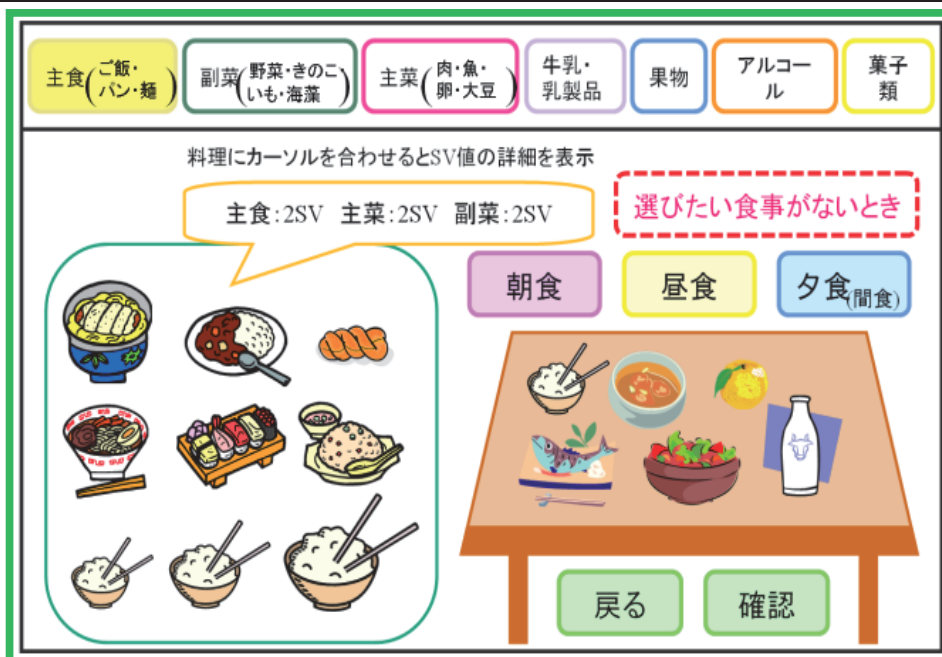 主食(ご飯・パン・麺)
副菜(野菜・きのこ・いも・海藻)
主菜(肉・魚・卵・大豆)
牛乳・
乳製品
果物
アルコー
ル
菓子
類
料理にカーソルを合わせるとSV値の詳細を表示
主食:2SV 主菜:2SV 副菜:2SV
選びたい食事がないとき
朝食
昼食
夕食(間食)
戻る
確認